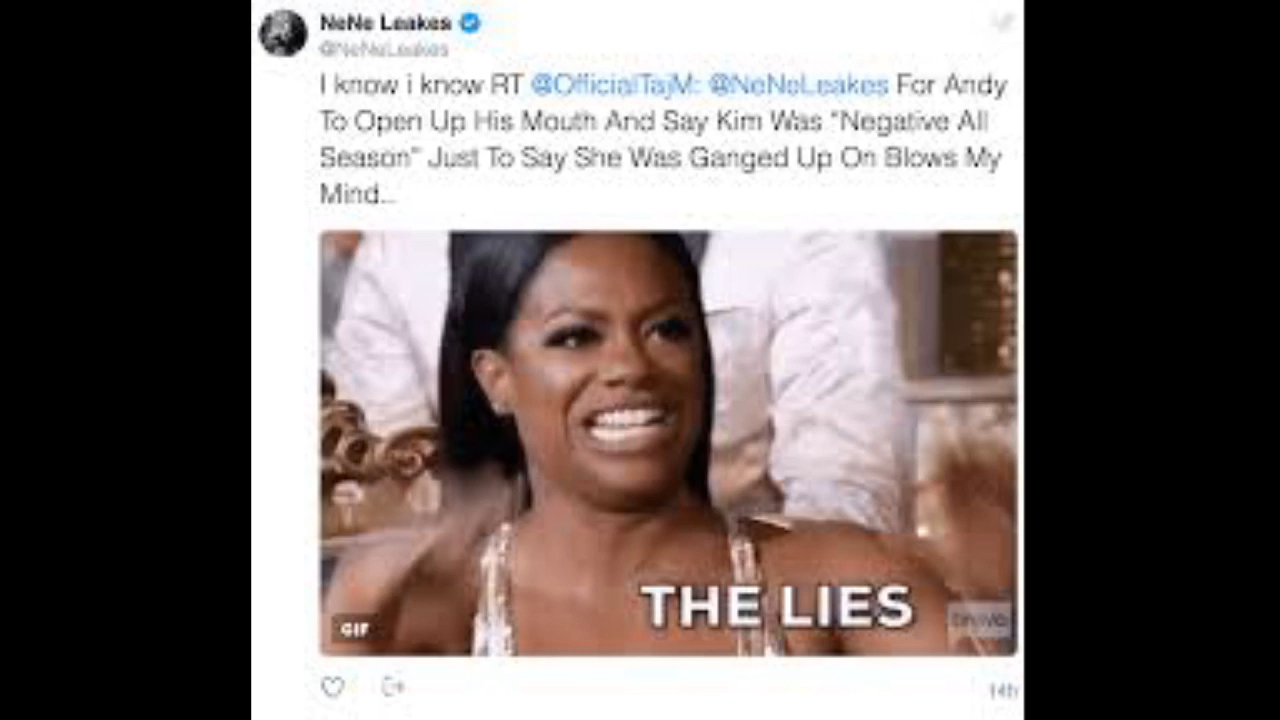 NeNe Leakes
@NeNeLeakes
I know i know RT @OfficialTajM: @NeNeLeakes For Andy
To Open Up His Mouth And Say Kim Was "Negative All
Season" Just To Say She Was Ganged Up On Blows My
Mind...
THE LIES
GIF
bravo
14h